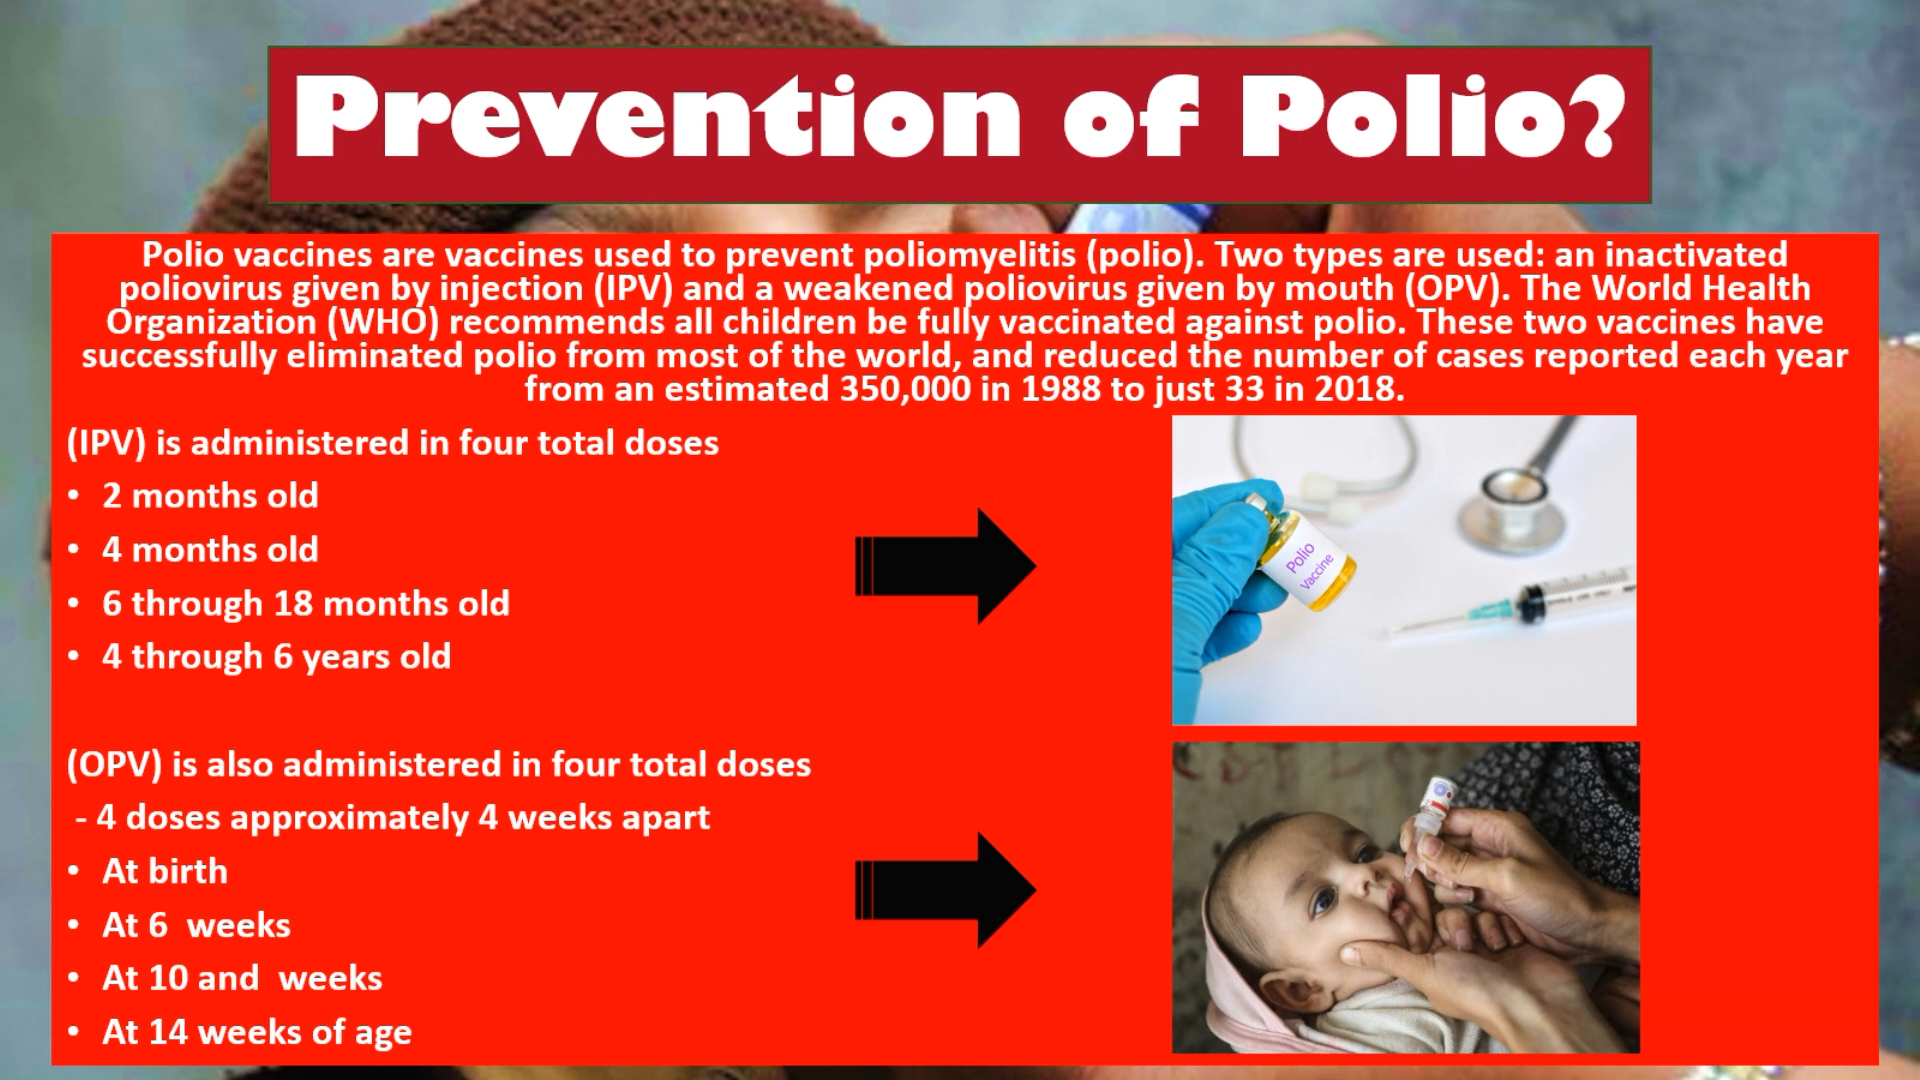 Prevention of Polio?
Polio vaccines are vaccines used to prevent poliomyelitis (polio). Two types are used: an inactivated
poliovirus given by injection (IPV) and a weakened poliovirus given by mouth (OPV). The World Health
Organization (WHO) recommends all children be fully vaccinated against polio. These two vaccines have
successfully eliminated polio from most of the world, and reduced the number of cases reported each year
from an estimated 350,000 in 1988 to just 33 in 2018.
(IPV) is administered in four total doses
• 2 months old
• 4 months old
• 6 through 18 months old
• 4 through 6 years old
Polio
Vaccine
(OPV) is also administered in four total doses
- 4 doses approximately 4 weeks apart
• At birth
• At 6  weeks
• At 10 and  weeks
• At 14 weeks of age